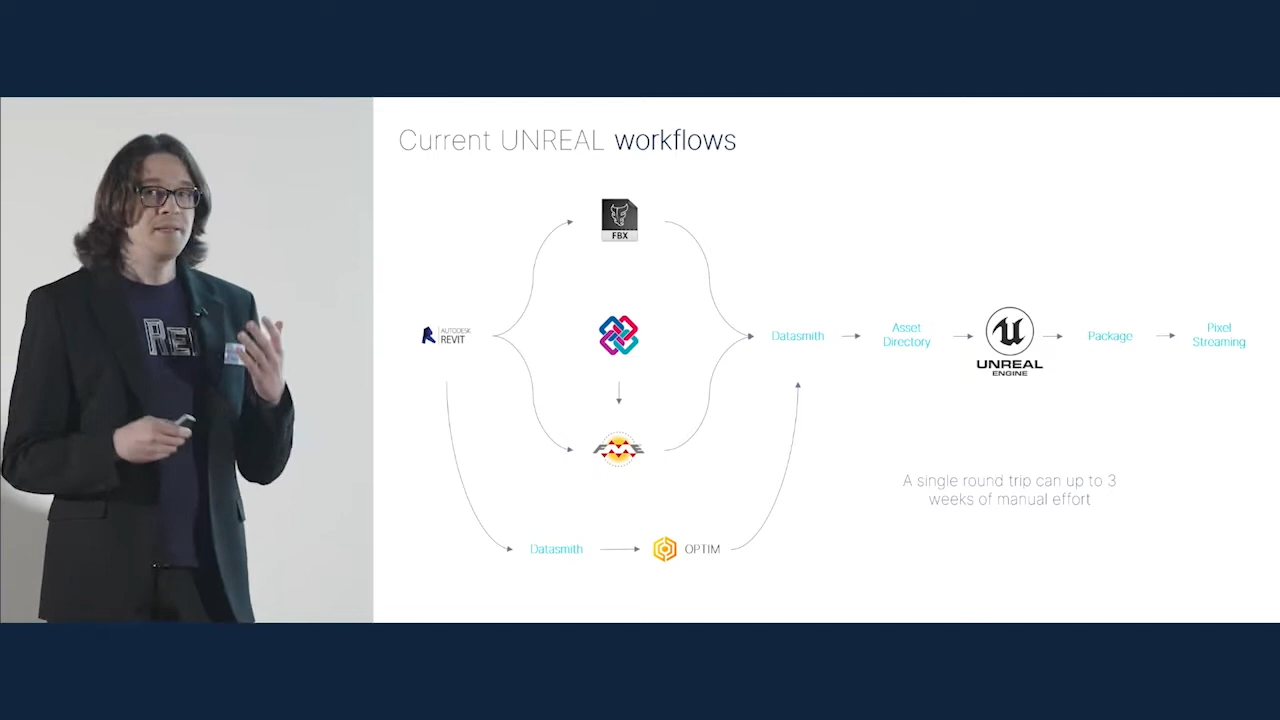 Current UNREAL workflows
FBX
AUTODESK
REVIT
FME
Datasmith
Asset
Directory
UNREAL
ENGINE
Package
Pixel
Streaming
A single round trip can up to 3
weeks of manual effort
Datasmith
OPTIM